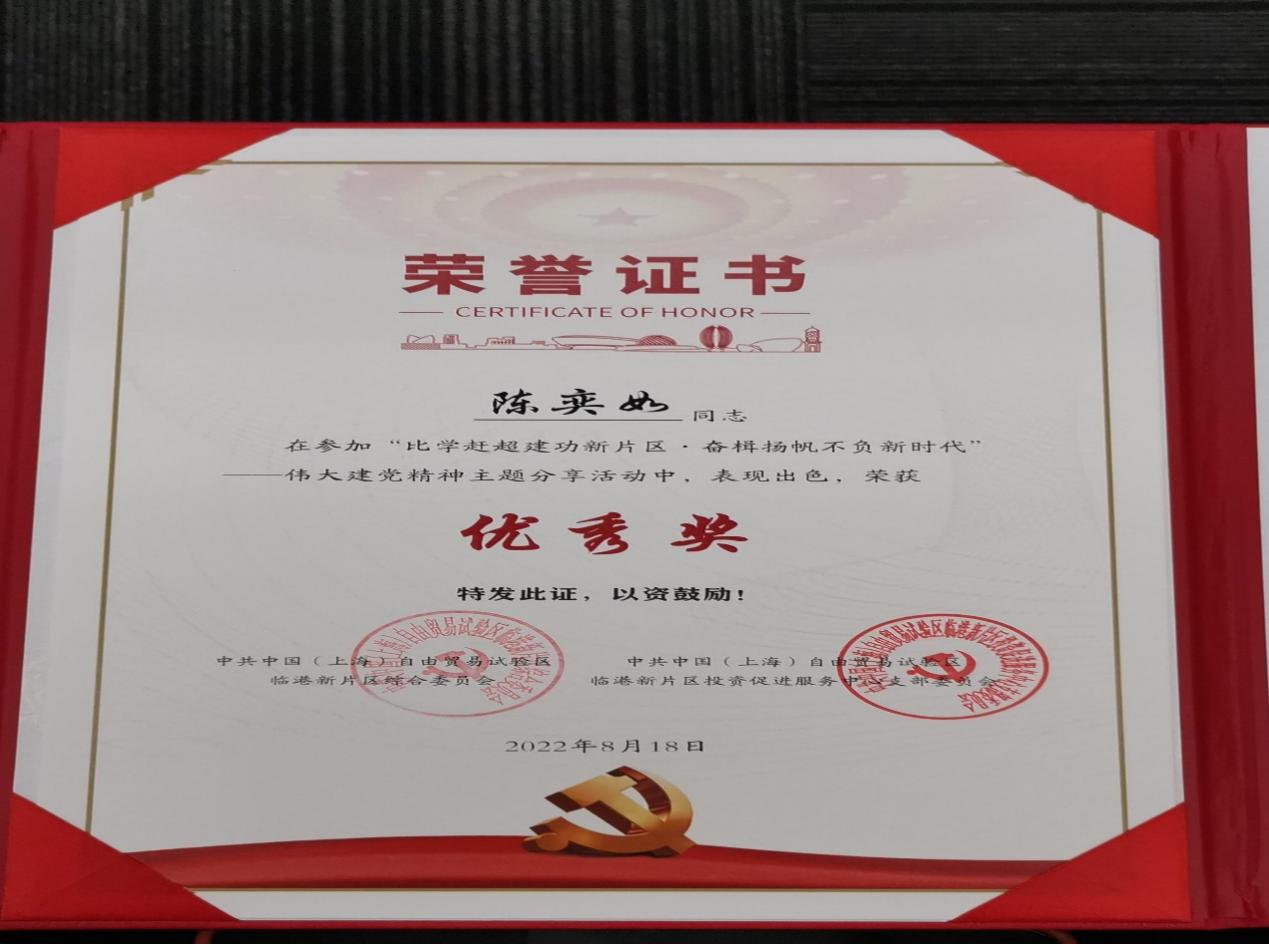 荣誉证书
CERTIFICATE OF HONOR
陈奕如 同志
在参加“比学赶超建功新片区·奋楫扬帆不负新时代”
——伟大建党精神主题分享活动中，表现出色，荣获
优秀奖
特发此证，以资鼓励！
中共中国（上海）自由贸易试验区
临港新片区综合委员会
中共中国（上海）自由贸易试验区
临港新片区投资促进服务中心支部委员会
2022年8月18日